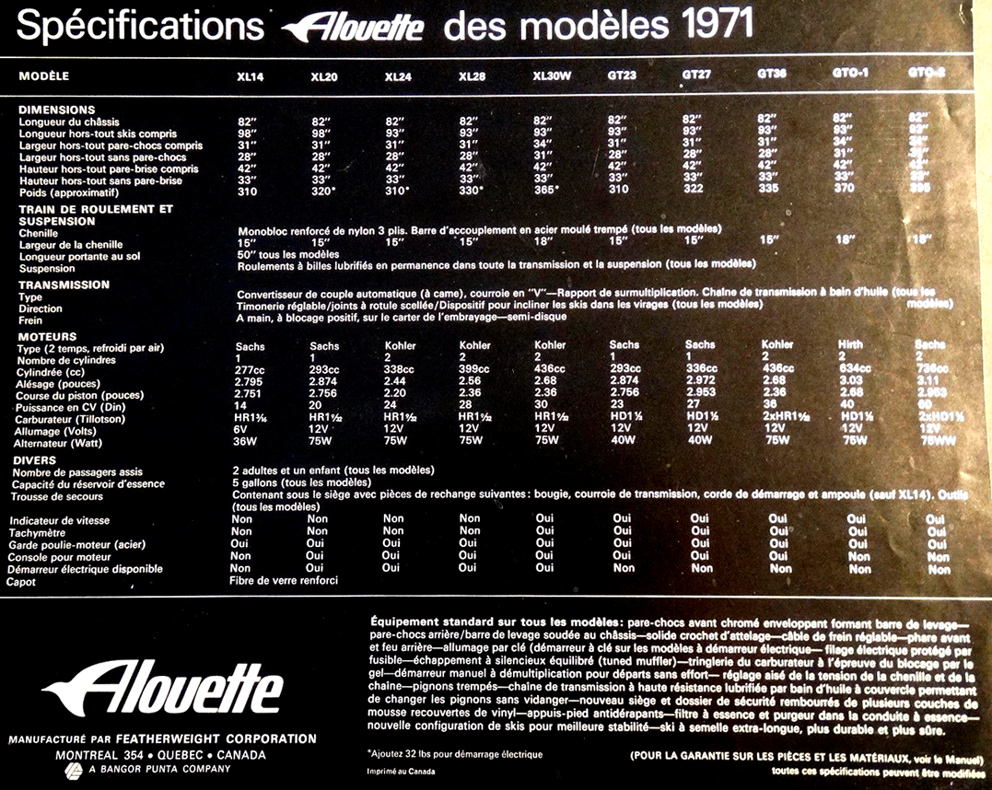 Spécifications Alouette des modèles 1971
MODÈLE XL14 XL20 XL24 XL28 XL30W GT23 GT27 GT36 GTO-1 GTO-2
DIMENSIONS
Longueur du châssis 82" 82" 82" 82" 82" 82" 82" 82" 82" 82"
Longueur hors-tout skis compris 98" 98" 93" 93" 93" 93" 93" 93" 93" 93"
Largeur hors-tout pare-chocs compris 31" 31" 31" 31" 34" 31" 31" 31" 34"
Largeur hors-tout sans pare-chocs 28" 28" 28" 28" 31" 28" 28" 28" 31"
Hauteur hors-tout pare-brise compris 42" 42" 42" 42" 42" 42" 42" 42" 42" 42"
Hauteur hors-tout sans pare-brise 33" 33" 33" 33" 33" 33" 33" 33" 33" 33"
Poids (approximatif) 310 320* 310* 330* 365* 310 322 335 370 395
TRAIN DE ROULEMENT ET
SUSPENSION
Chenille Monobloc renforcé de nylon 3 plis. Barre d'accouplement en acier moulé trempé (tous les modèles)
Largeur de la chenille 15" 15" 15" 15" 18" 15" 15" 15" 18" 18"
Longueur portante au sol 50" tous les modèles
Suspension Roulements à billes lubrifiés en permanence dans toute la transmission et la suspension (tous les modèles)
TRANSMISSION
Type Convertisseur de couple automatique (à came), courroie en "V"—Rapport de surmultiplication. Chaîne de transmission à bain d'huile (tous les
Direction Timonerie réglable/joints à rotule scellée/Dispositif pour incliner les skis dans les virages (tous les modèles) modèles)
Frein A main, à blocage positif, sur le carter de l'embrayage—semi-disque
MOTEURS
Type (2 temps, refroidi par air) Sachs Sachs Kohler Kohler Kohler Sachs Sachs Kohler Hirth Sachs
Nombre de cylindres 1 1 2 2 2 1 1 2 2 2
Cylindrée (cc) 277cc 293cc 338cc 399cc 436cc 293cc 336cc 436cc 634cc 736cc
Alésage (pouces) 2.795 2.874 2.44 2.56 2.68 2.874 2.972 2.68 3.03 3.11
Course du piston (pouces) 2.751 2.756 2.20 2.36 2.36 2.756 2.953 2.36 2.68 2.953
Puissance en CV (Din) 14 20 24 28 30 23 27 36 40 60
Carburateur (Tillotson)
Allumage (Volts) 6V 12V 12V 12V 12V 12V 12V 12V 12V 12V
Alternateur (Watt) 36W 75W 75W 75W 75W 40W 40W 75W 75W 75WW
DIVERS
Nombre de passagers assis 2 adultes et un enfant (tous les modèles)
Capacité du réservoir d'essence 5 gallons (tous les modèles)
Trousse de secours Contenant sous le siège avec pièces de rechange suivantes: bougie, courroie de transmission, corde de démarrage et ampoule (sauf XL14). Outils
(tous les modèles)
Indicateur de vitesse Non Non Non Non Oui Oui Oui Oui Oui Oui
Tachymètre Non Non Non Non Oui Oui Oui Oui Oui Oui
Garde poulie-moteur (acier) Oui Oui Oui Oui Oui Oui Oui Oui Oui Oui
Console pour moteur Non Oui Oui Oui Oui Oui Oui Oui Non Non
Démarreur électrique disponible Non Oui Oui Oui Oui Non Non Non Non Non
Capot Fibre de verre renforci
Équipement standard sur tous les modèles: pare-chocs avant chromé enveloppant formant barre de levage—
pare-chocs arrière/barre de levage soudée au châssis—solide crochet d'attelage—câble de frein réglable—phare avant
et feu arrière—allumage par clé (démarreur à clé sur les modèles à démarreur électrique— filage électrique protégé par
fusible—échappement à silencieux équilibré (tuned muffler)—tringlerie du carburateur à l'épreuve du blocage par le
gel—démarreur manuel à démultiplication pour départs sans effort— réglage aisé de la tension de la chenille et de la
chaine—pignons trempés—chaîne de transmission à haute résistance lubrifiée par bain d'huile à couvercle permettant
de changer les pignons sans vidanger—nouveau siège et dossier de sécurité rembourrés de plusieurs couches de
mousse recouvertes de vinyl—appuis-pied antidérapants—filtre à essence et purgeur dans la conduite à essence—
nouvelle configuration de skis pour meilleure stabilité—ski à semelle extra-longue, plus durable et plus sûre.
Alouette
MANUFACTURÉ PAR FEATHERWEIGHT CORPORATION
MONTREAL 354 • QUEBEC • CANADA
A BANGOR PUNTA COMPANY
*Ajoutez 32 lbs pour démarrage électrique
Imprimé au Canada
(POUR LA GARANTIE SUR LES PIÈCES ET LES MATÉRIAUX, voir le Manuel)
toutes ces spécifications peuvent être modifiées